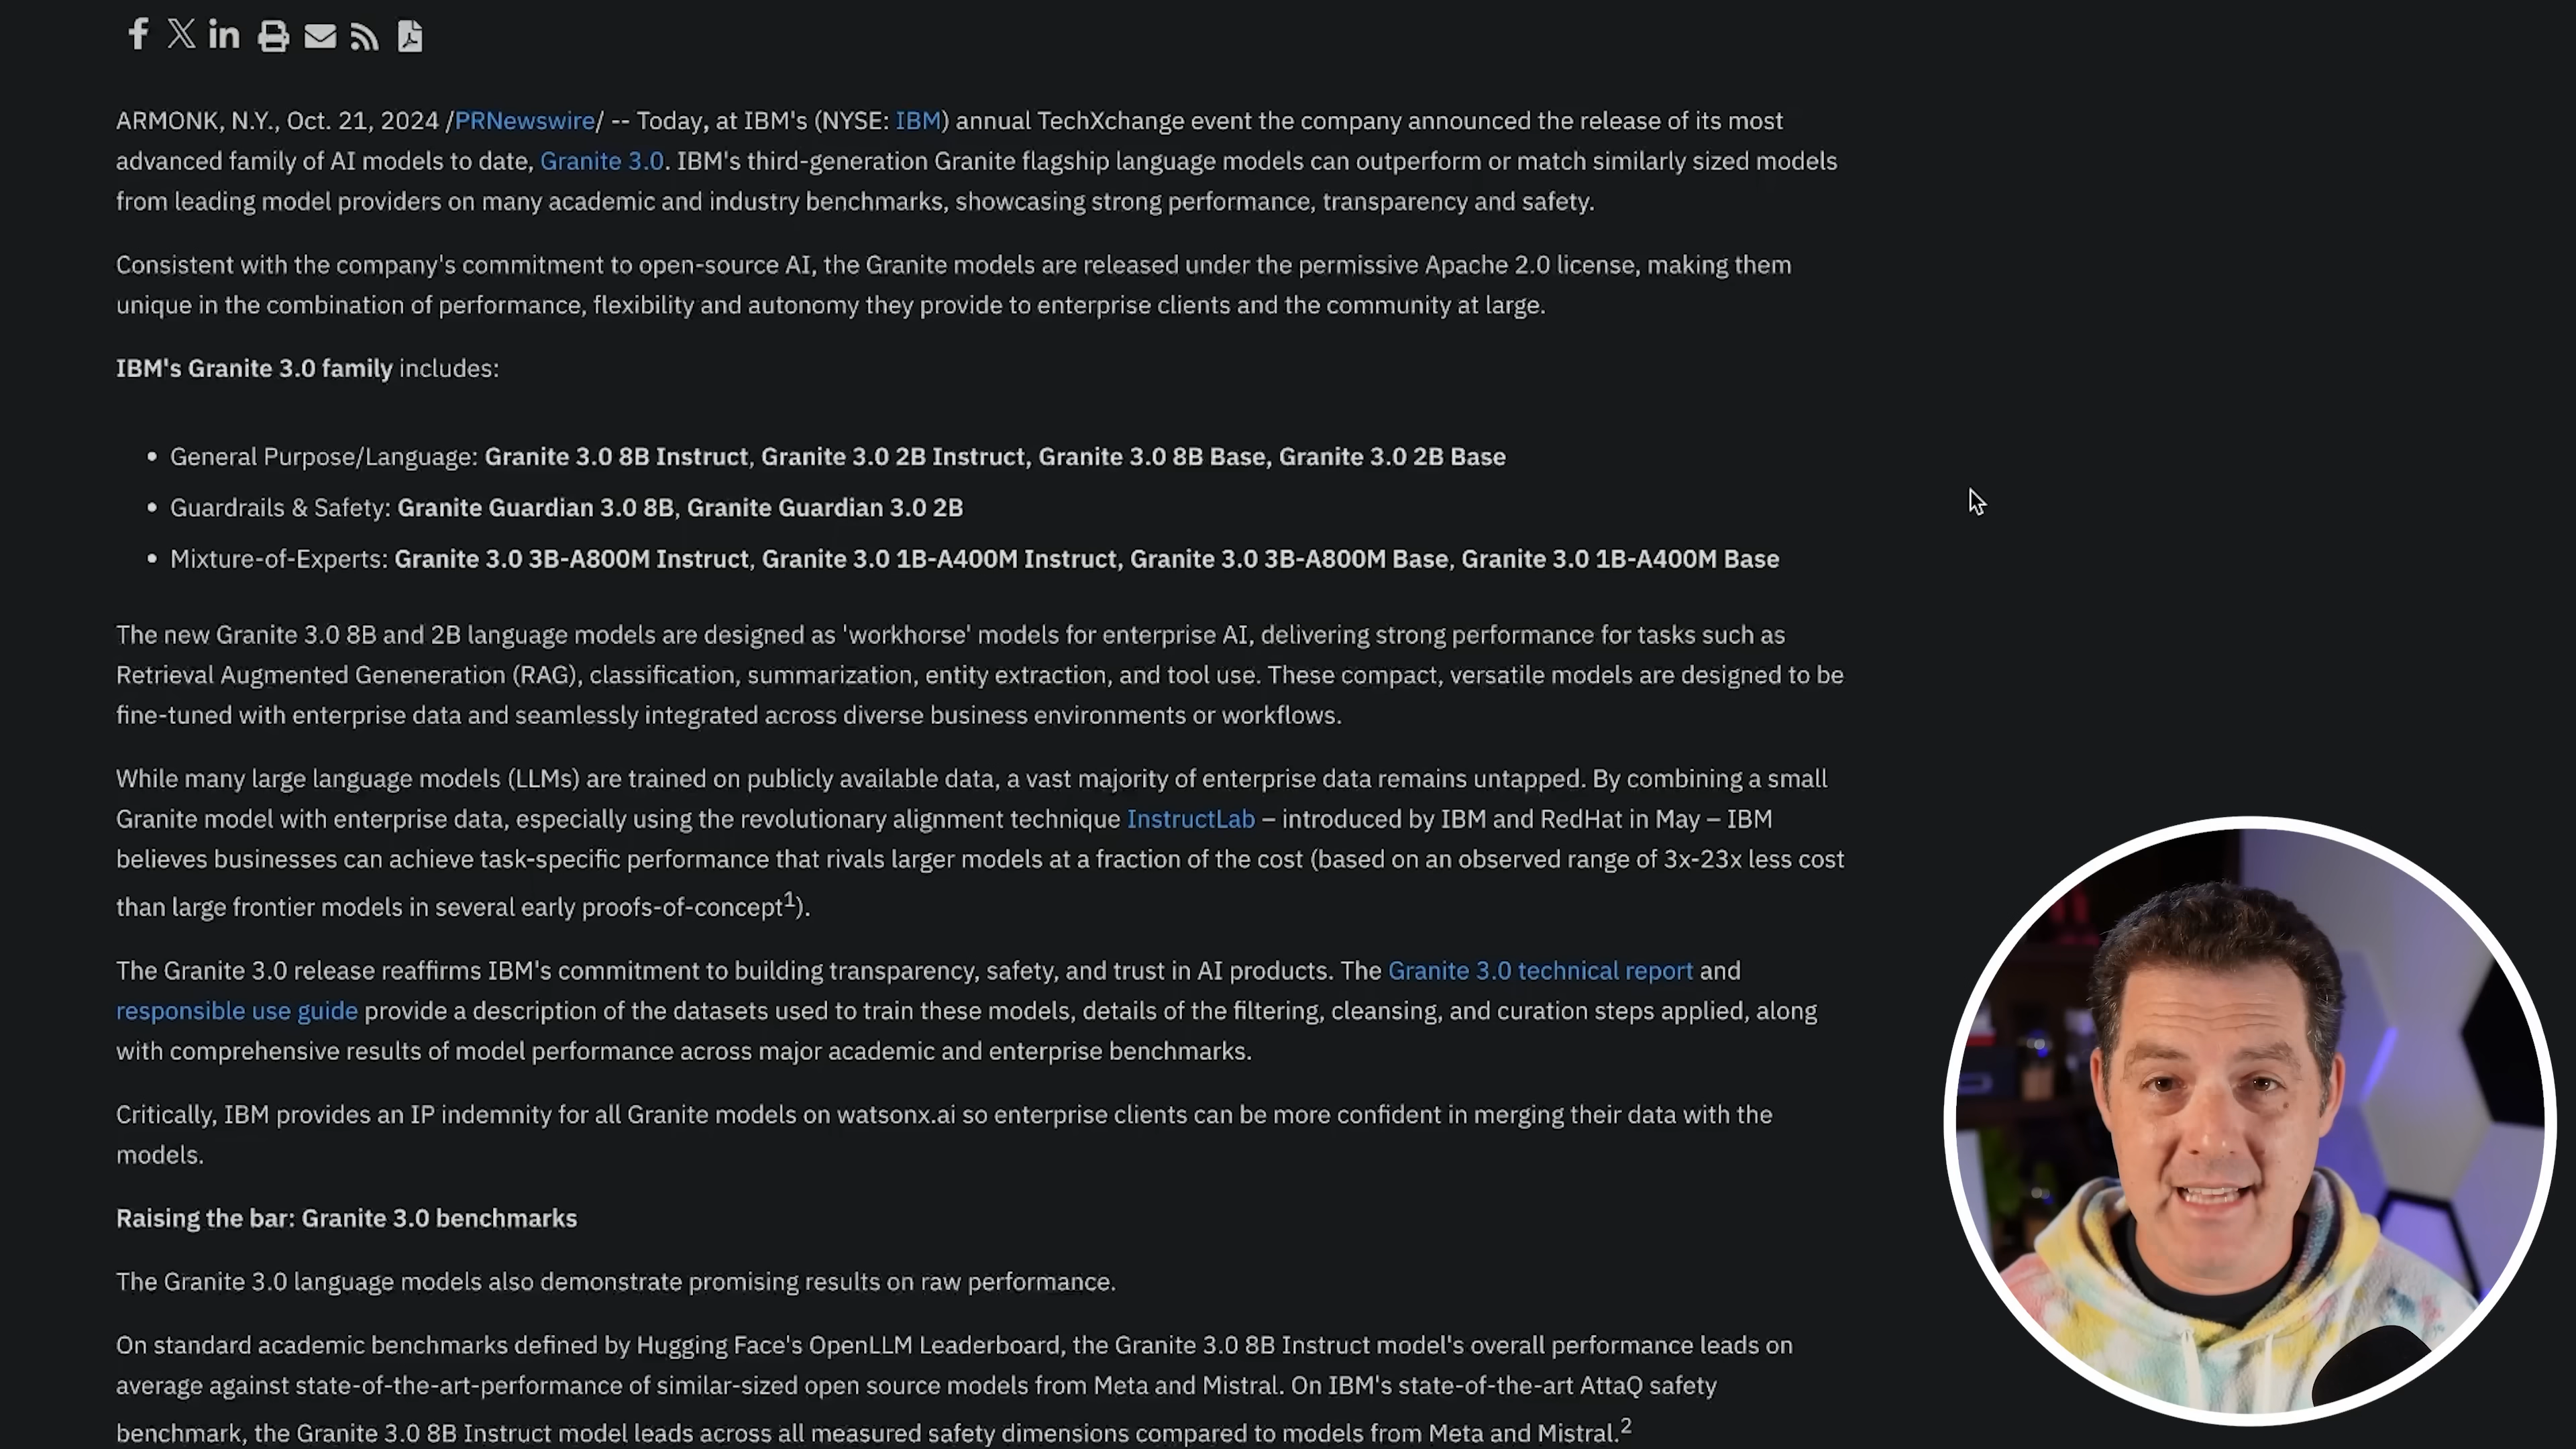 ARMONK, N.Y., Oct. 21, 2024 /PRNewswire/ -- Today, at IBM's (NYSE: IBM) annual TechXchange event the company announced the release of its most
advanced family of AI models to date, Granite 3.0. IBM's third-generation Granite flagship language models can outperform or match similarly sized models
from leading model providers on many academic and industry benchmarks, showcasing strong performance, transparency and safety.
Consistent with the company's commitment to open-source AI, the Granite models are released under the permissive Apache 2.0 license, making them
unique in the combination of performance, flexibility and autonomy they provide to enterprise clients and the community at large.
IBM's Granite 3.0 family includes:
• General Purpose/Language: Granite 3.0 8B Instruct, Granite 3.0 2B Instruct, Granite 3.0 8B Base, Granite 3.0 2B Base
• Guardrails & Safety: Granite Guardian 3.0 8B, Granite Guardian 3.0 2B
• Mixture-of-Experts: Granite 3.0 3B-A800M Instruct, Granite 3.0 1B-A400M Instruct, Granite 3.0 3B-A800M Base, Granite 3.0 1B-A400M Base
The new Granite 3.0 8B and 2B language models are designed as 'workhorse' models for enterprise AI, delivering strong performance for tasks such as
Retrieval Augmented Geneneration (RAG), classification, summarization, entity extraction, and tool use. These compact, versatile models are designed to be
fine-tuned with enterprise data and seamlessly integrated across diverse business environments or workflows.
While many large language models (LLMs) are trained on publicly available data, a vast majority of enterprise data remains untapped. By combining a small
Granite model with enterprise data, especially using the revolutionary alignment technique InstructLab – introduced by IBM and RedHat in May – IBM
believes businesses can achieve task-specific performance that rivals larger models at a fraction of the cost (based on an observed range of 3x-23x less cost
than large frontier models in several early proofs-of-concept1).
The Granite 3.0 release reaffirms IBM's commitment to building transparency, safety, and trust in AI products. The Granite 3.0 technical report and
responsible use guide provide a description of the datasets used to train these models, details of the filtering, cleansing, and curation steps applied, along
with comprehensive results of model performance across major academic and enterprise benchmarks.
Critically, IBM provides an IP indemnity for all Granite models on watsonx.ai so enterprise clients can be more confident in merging their data with the
models.
Raising the bar: Granite 3.0 benchmarks
The Granite 3.0 language models also demonstrate promising results on raw performance.
On standard academic benchmarks defined by Hugging Face's OpenLLM Leaderboard, the Granite 3.0 8B Instruct model's overall performance leads on
average against state-of-the-art-performance of similar-sized open source models from Meta and Mistral. On IBM's state-of-the-art AttaQ safety
benchmark, the Granite 3.0 8B Instruct model leads across all measured safety dimensions compared to models from Meta and Mistral.2